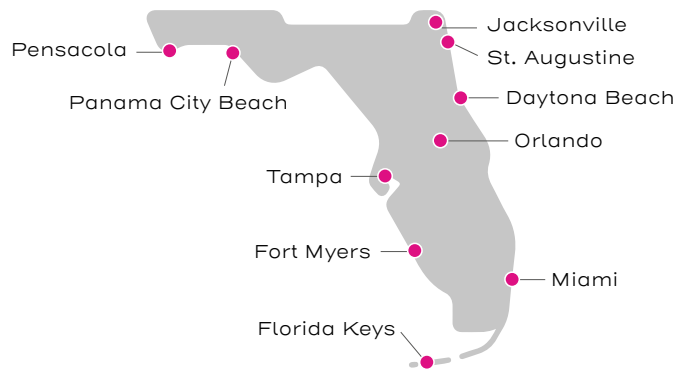 Jacksonville
Pensacola
St. Augustine
Panama City Beach
Daytona Beach
Orlando
Tampa
Fort Myers
Miami
Florida Keys